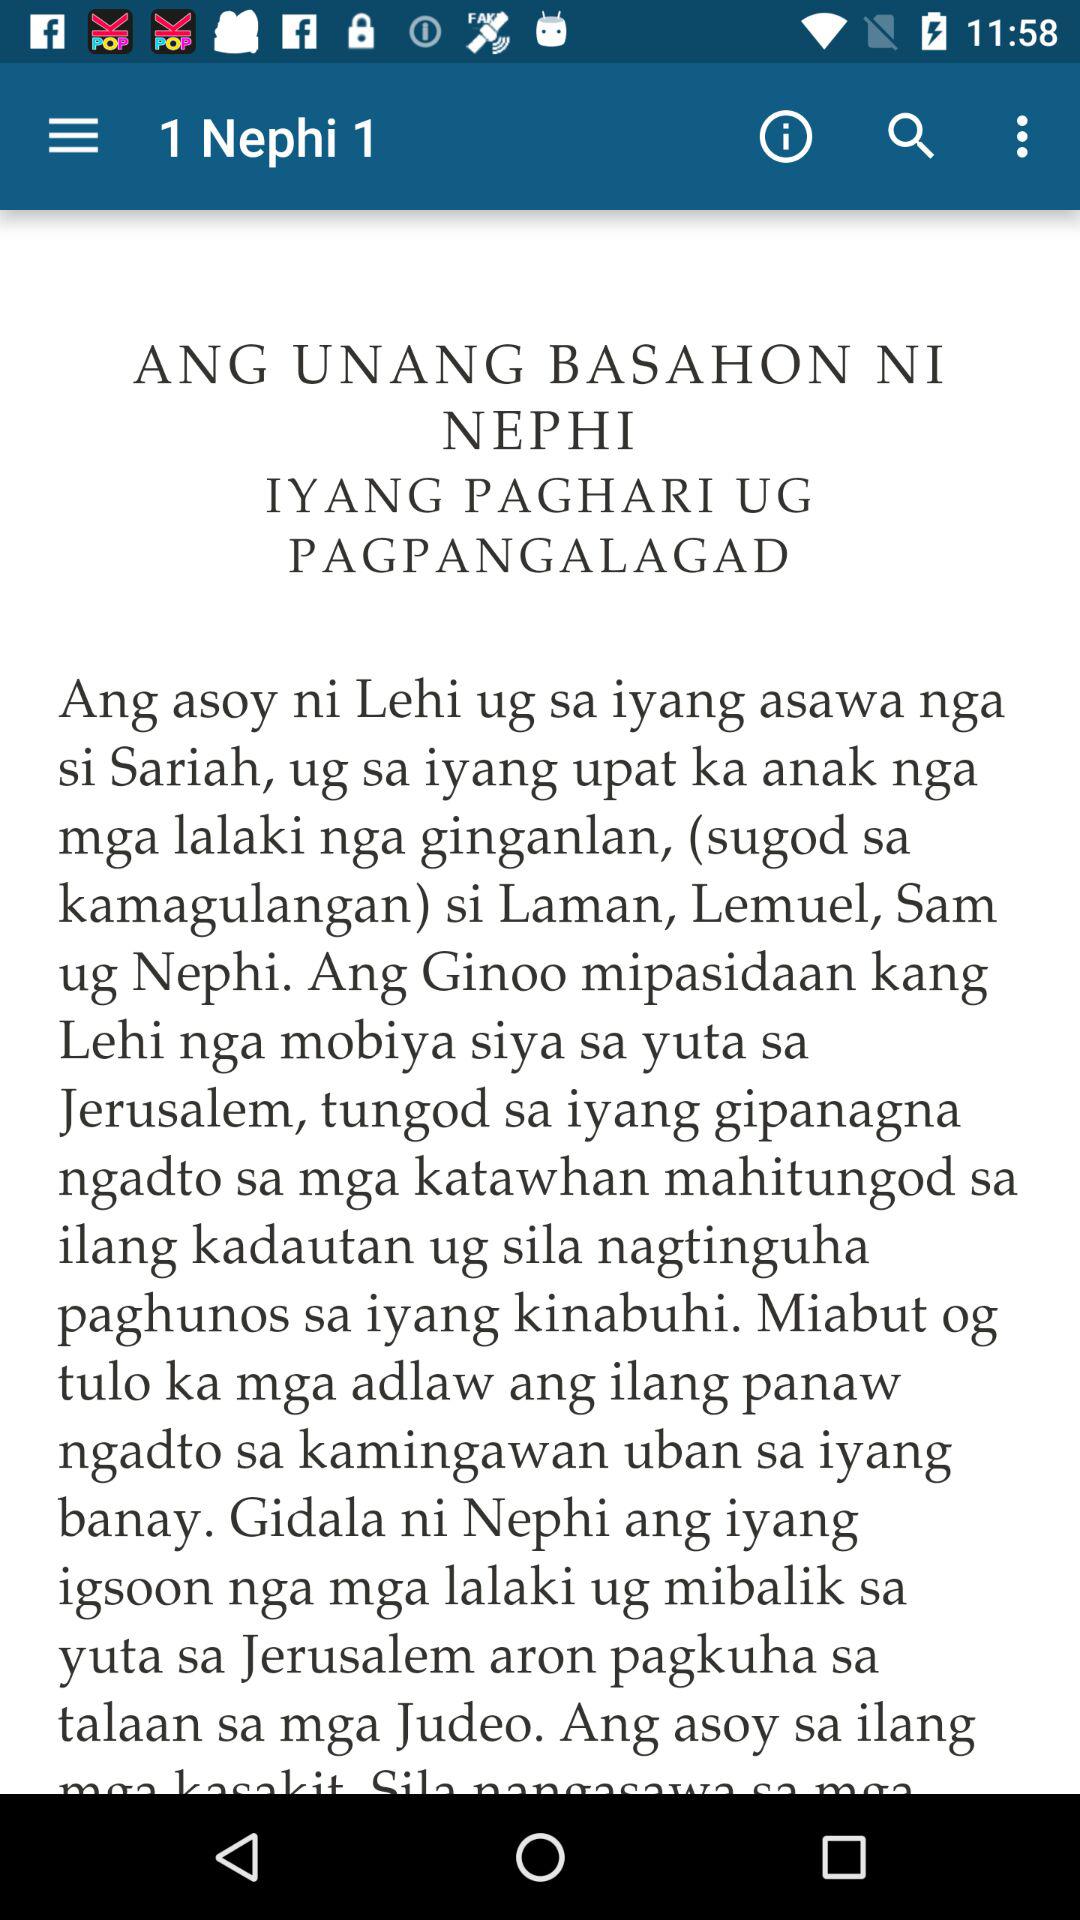 11:58
1 Nephi 1
ANG UNANG BASAHON NI
NEPHI
IYANG PAGHARI UG
PAGPANGALAGAD
Ang asoy ni Lehi ug sa iyang asawa nga
si Sariah, ug sa iyang upat ka anak nga
mga lalaki nga ginganlan, (sugod sa
kamagulangan) si Laman, Lemuel, Sam
ug Nephi. Ang Ginoo mipasidaan kang
Lehi nga mobiya siya sa yuta sa
Jerusalem, tungod sa iyang gipanagna
ngadto sa mga katawhan mahitungod sa
ilang kadautan ug sila nagtinguha
paghunos sa iyang kinabuhi. Miabut og
tulo ka mga adlaw ang ilang panaw
ngadto sa kamingawan uban sa iyang
banay. Gidala ni Nephi ang iyang
igsoon nga mga lalaki ug mibalik sa
yuta sa Jerusalem aron pagkuha sa
talaan sa mga Judeo. Ang asoy sa ilang
mga kasakit. Sila nangasawa sa mga